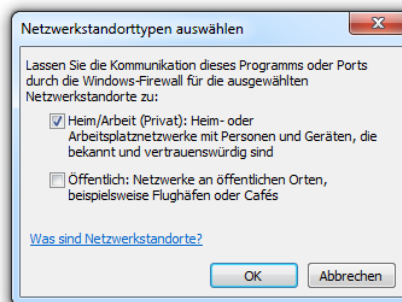 Netzwerkstandorttypen auswählen
Lassen Sie die Kommunikation dieses Programms oder Ports
durch die Windows-Firewall für die ausgewählten
Netzwerkstandorte zu:
Heim/Arbeit (Privat): Heim- oder
Arbeitsplatznetzwerke mit Personen und Geräten, die
bekannt und vertrauenswürdig sind
Öffentlich: Netzwerke an öffentlichen Orten,
beispielsweise Flughäfen oder Cafés
Was sind Netzwerkstandorte?
OK Abbrechen